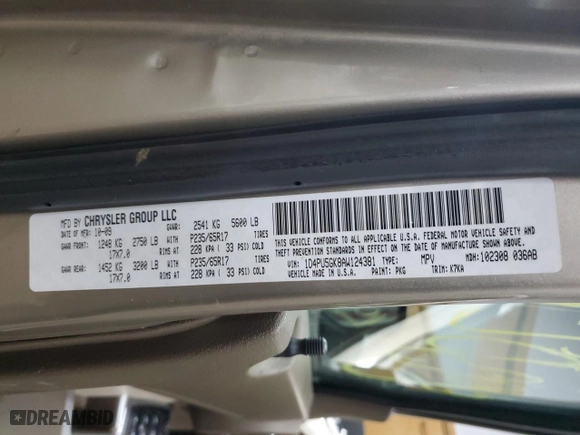 MFD BY CHRYSLER GROUP LLC
DATE OF MFR: 10-09 GVWR: 2541 KG 5600 LB
GAWR FRONT: 1248 KG 2750 LB WITH P235/65R17 TIRES
17X7.0 RIMS AT 228 KPA ( 33 PSI) COLD
GAWR REAR: 1452 KG 3200 LB WITH P235/65R17 TIRES
17X7.0 RIMS AT 228 KPA ( 33 PSI) COLD
THIS VEHICLE CONFORMS TO ALL APPLICABLE U.S.A. FEDERAL MOTOR VEHICLE SAFETY
AND THEFT PREVENTION STANDARDS IN EFFECT ON THE DATE OF MANUFACTURE SHOWN ABOVE.
VIN: 1D4PU5GK8AW124381 TYPE: MPV MDH: 102308 036AB
PAINT: PKG TRIM: K7KA
DREAMBID